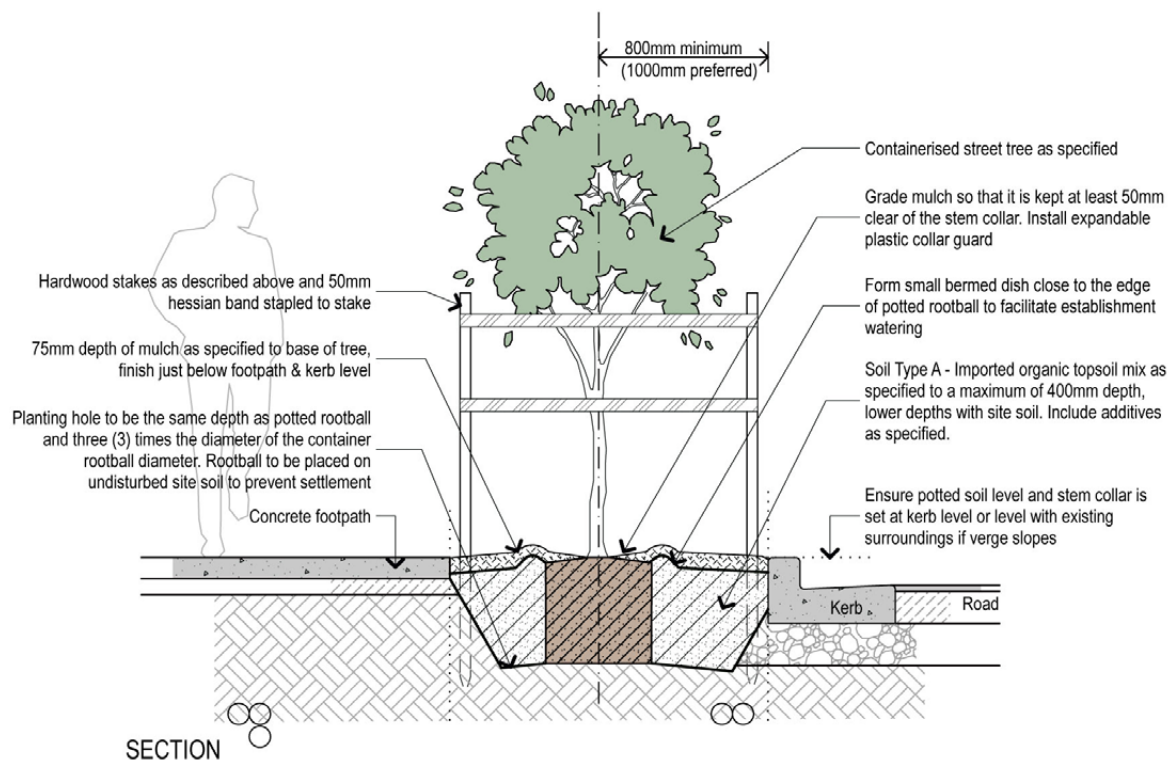 800mm minimum
(1000mm preferred)
Containerised street tree as specified
Grade mulch so that it is kept at least 50mm
clear of the stem collar. Install expandable
plastic collar guard
Hardwood stakes as described above and 50mm
hessian band stapled to stake
Form small bermed dish close to the edge
of potted rootball to facilitate establishment
watering
75mm depth of mulch as specified to base of tree,
finish just below footpath & kerb level
Soil Type A - Imported organic topsoil mix as
specified to a maximum of 400mm depth,
lower depths with site soil. Include additives
as specified.
Planting hole to be the same depth as potted rootball
and three (3) times the diameter of the container
rootball diameter. Rootball to be placed on
undisturbed site soil to prevent settlement
Concrete footpath
Ensure potted soil level and stem collar is
set at kerb level or level with existing
surroundings if verge slopes
Kerb
Road
SECTION